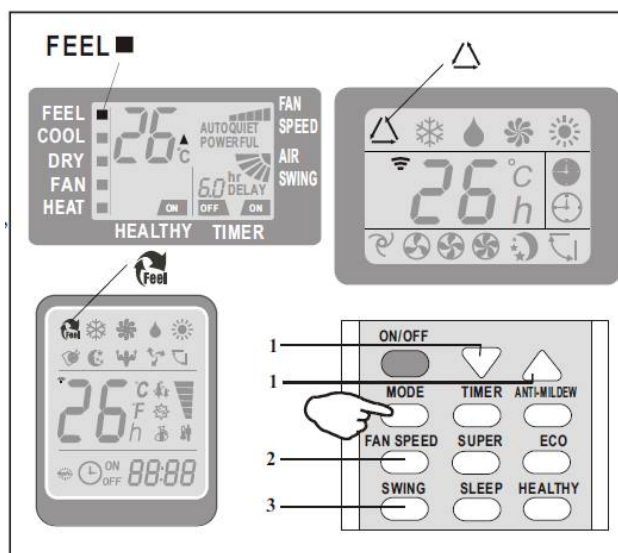 FEEL
FEEL
COOL
DRY
FAN
HEAT
26
°C
AUTO QUIET
POWERFUL
6.0 hr
DELAY
ON
OFF
ON
FAN
SPEED
AIR
SWING
HEALTHY
TIMER
26
°C
h
Feel
Feel
26
°C
°F
h
ON
OFF
88:88
ON/OFF
1
1
MODE
TIMER
ANTI-MILDEW
FAN SPEED
SUPER
ECO
2
SWING
SLEEP
HEALTHY
3